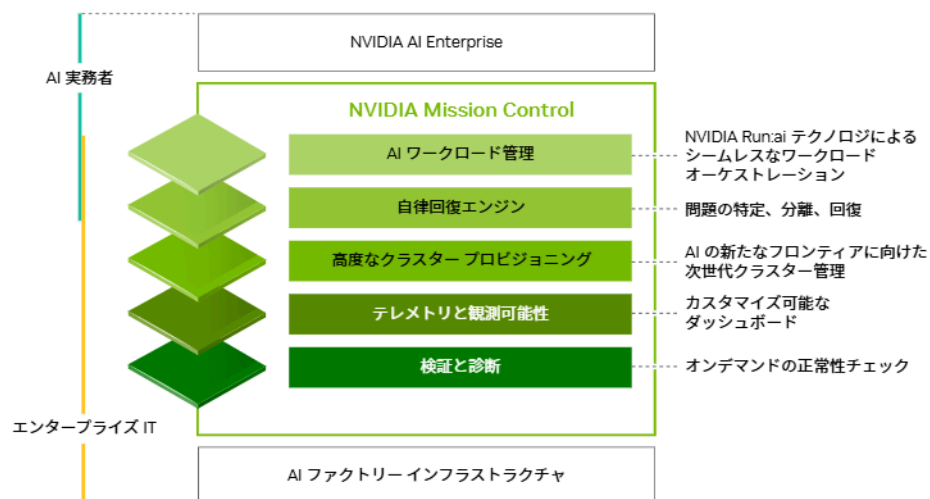 NVIDIA AI Enterprise
AI 実務者
NVIDIA Mission Control
AI ワークロード管理
NVIDIA Run:ai テクノロジによる
シームレスなワークロード
オーケストレーション
自律回復エンジン
問題の特定、分離、回復
高度なクラスター プロビジョニング
AI の新たなフロンティアに向けた
次世代クラスター管理
テレメトリと観測可能性
カスタマイズ可能な
ダッシュボード
検証と診断
オンデマンドの正常性チェック
エンタープライズ IT
AI ファクトリー インフラストラクチャ